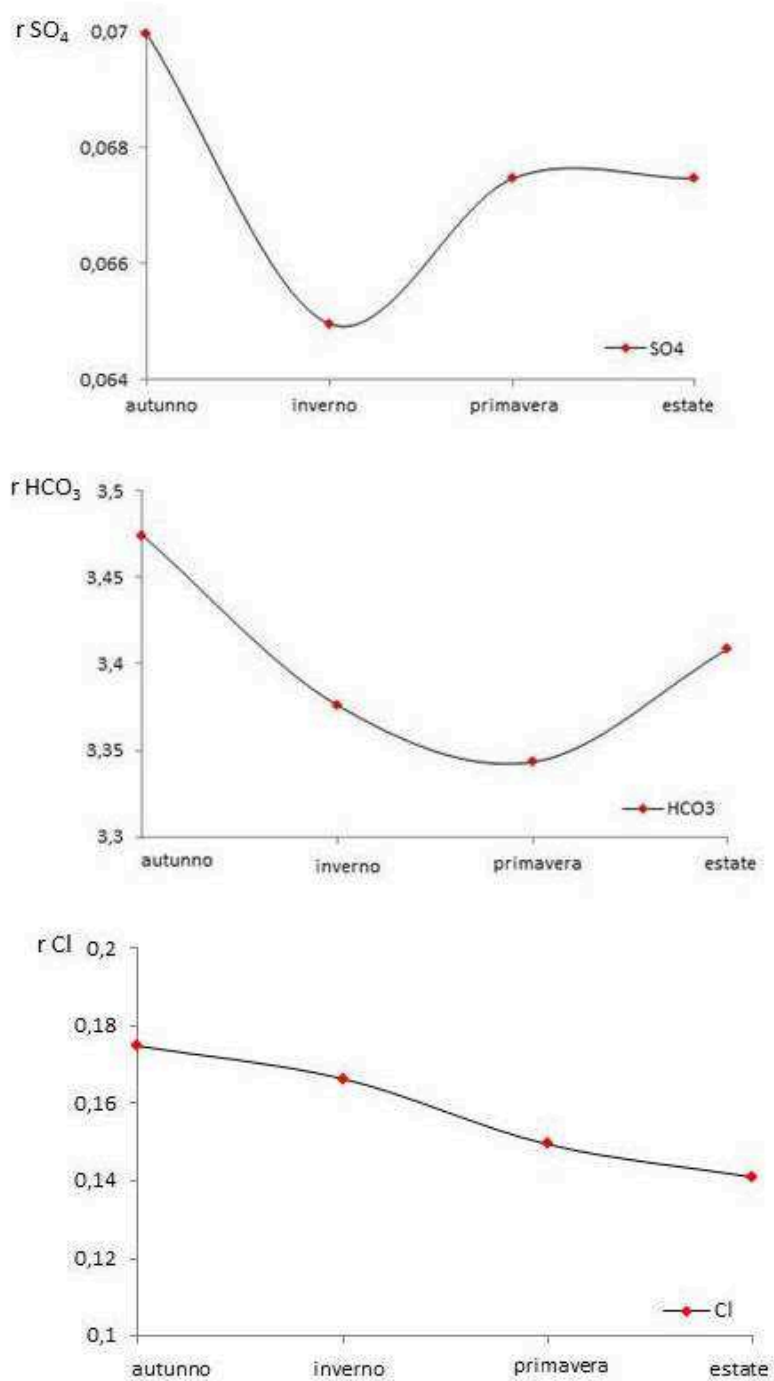 r SO₄
0,07
0,068
0,066
0,064
SO4
autunno inverno primavera estate
r HCO₃
3,5
3,45
3,4
3,35
3,3
HCO3
autunno inverno primavera estate
r Cl
0,2
0,18
0,16
0,14
0,12
0,1
Cl
autunno inverno primavera estate